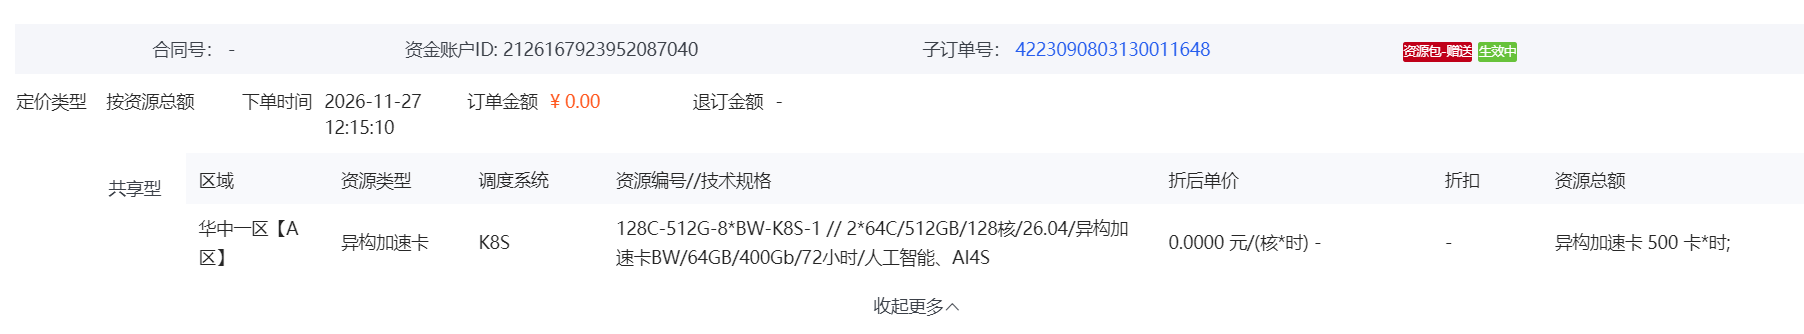 合同号： -
资金账户ID: 2126167923952087040
子订单号： 4223090803130011648
资源包-赠送 生效中
定价类型 按资源总额
下单时间 2026-11-27
12:15:10
订单金额 ¥ 0.00
退订金额 -
共享型
区域 资源类型 调度系统 资源编号//技术规格 折后单价 折扣 资源总额
华中一区【A
区】
异构加速卡
K8S
128C-512G-8*BW-K8S-1 // 2*64C/512GB/128核/26.04/异构加
速卡BW/64GB/400Gb/72小时/人工智能、AI4S
0.0000 元/(核*时) -
-
异构加速卡 500 卡*时;
收起更多